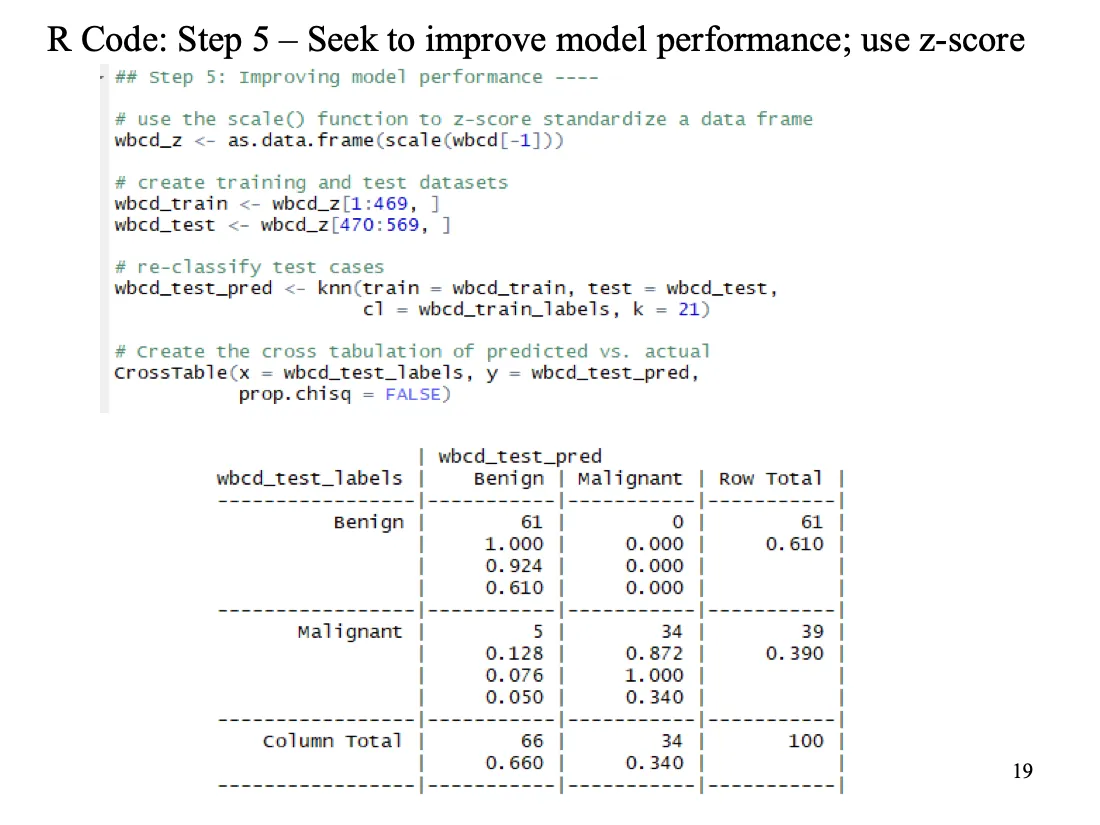 R Code: Step 5 – Seek to improve model performance; use z-score
## Step 5: Improving model performance ----
# use the scale() function to z-score standardize a data frame
wbcd_z <- as.data.frame(scale(wbcd[-1]))
# create training and test datasets
wbcd_train <- wbcd_z[1:469, ]
wbcd_test <- wbcd_z[470:569, ]
# re-classify test cases
wbcd_test_pred <- knn(train = wbcd_train, test = wbcd_test,
cl = wbcd_train_labels, k = 21)
# Create the cross tabulation of predicted vs. actual
CrossTable(x = wbcd_test_labels, y = wbcd_test_pred,
prop.chisq = FALSE)
| wbcd_test_pred
wbcd_test_labels | Benign | Malignant | Row Total |
-----------------|-----------|-----------|-----------|
Benign | 61 | 0 | 61 |
| 1.000 | 0.000 | 0.610 |
| 0.924 | 0.000 | |
| 0.610 | 0.000 | |
-----------------|-----------|-----------|-----------|
Malignant | 5 | 34 | 39 |
| 0.128 | 0.872 | 0.390 |
| 0.076 | 1.000 | |
| 0.050 | 0.340 | |
-----------------|-----------|-----------|-----------|
Column Total | 66 | 34 | 100 |
| 0.660 | 0.340 | |
-----------------|-----------|-----------|-----------|
19